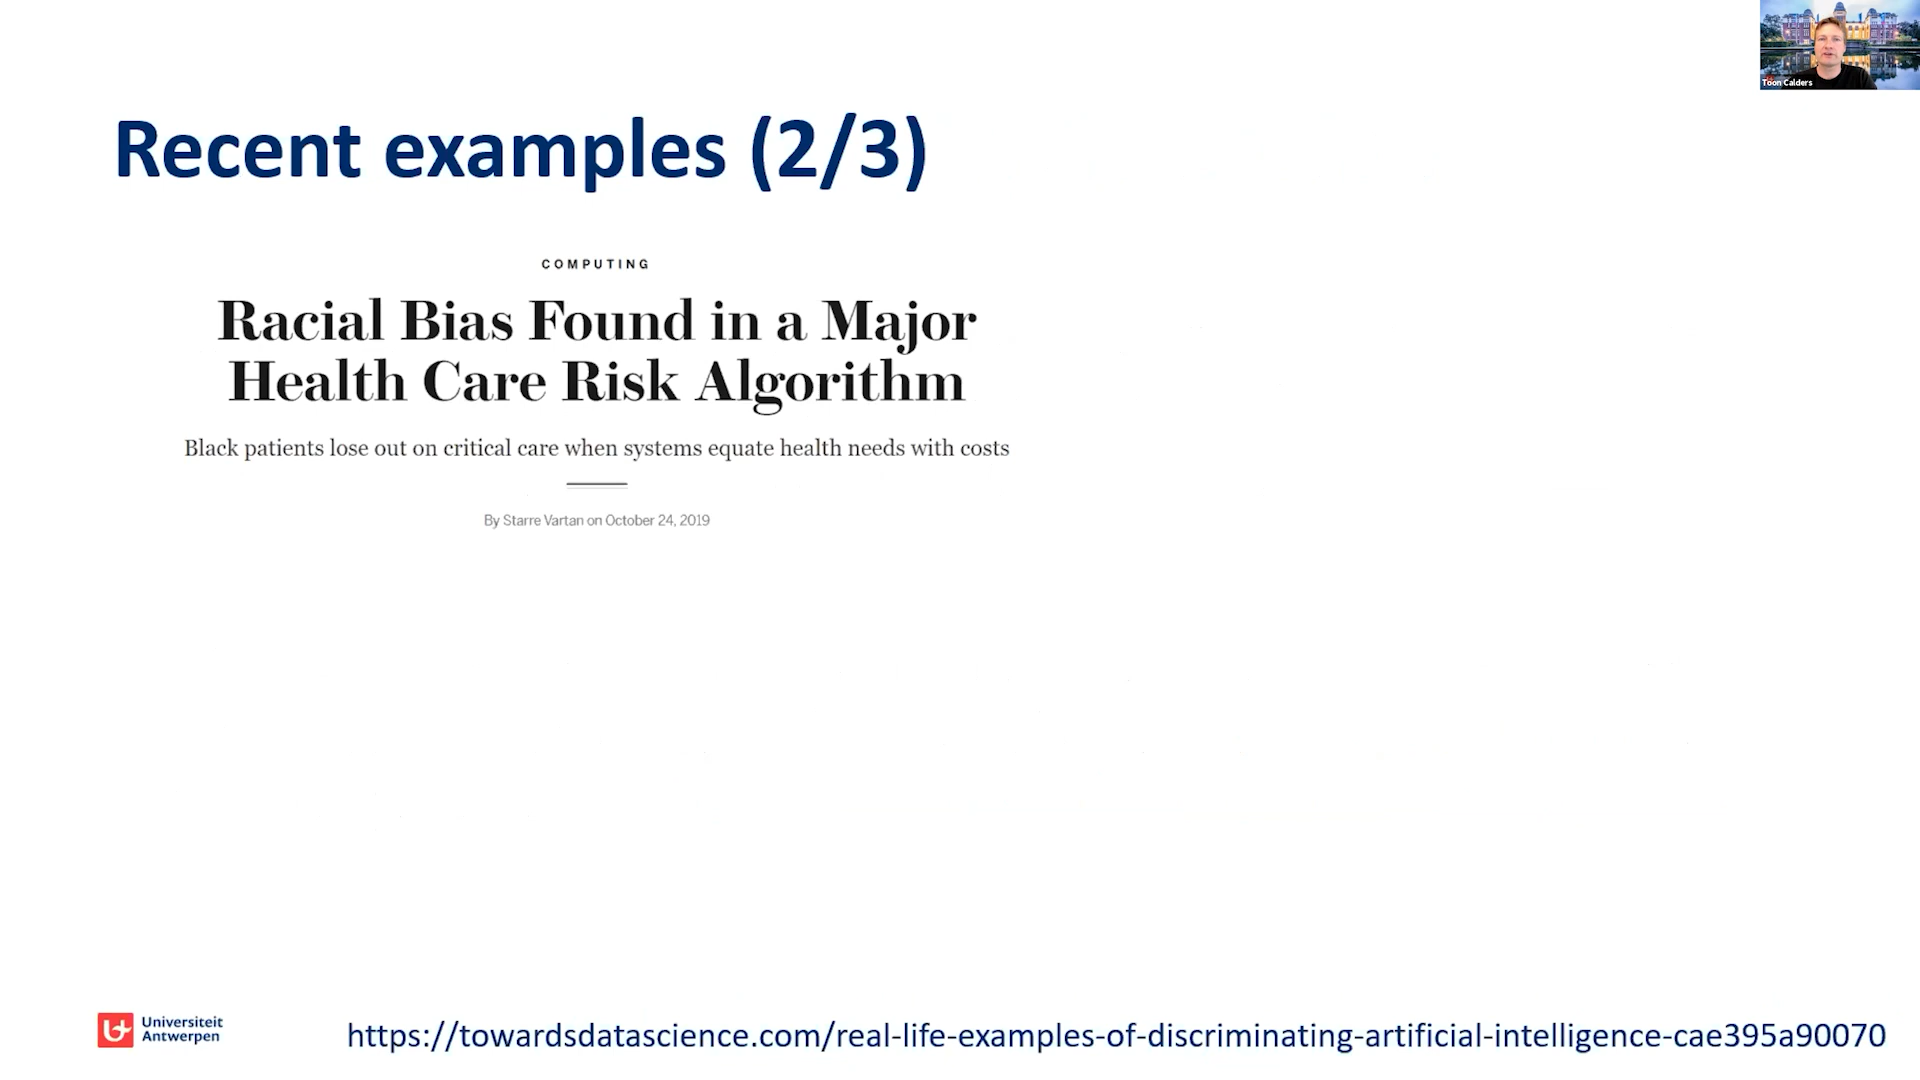 Toon Calders
Recent examples (2/3)
COMPUTING
Racial Bias Found in a Major
Health Care Risk Algorithm
Black patients lose out on critical care when systems equate health needs with costs
By Starre Vartan on October 24, 2019
Universiteit
Antwerpen
https://towardsdatascience.com/real-life-examples-of-discriminating-artificial-intelligence-cae395a90070